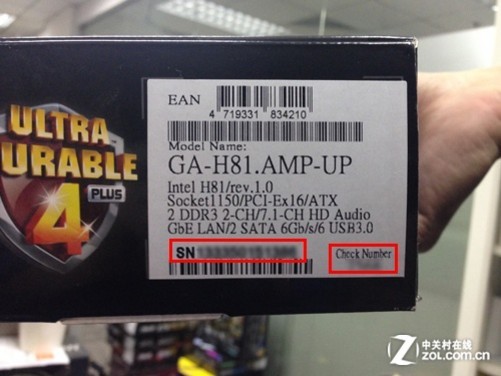 ULTRA
DURABLE
4
PLUS
EAN
4 719331 834210
Model Name:
GA-H81.AMP-UP
Intel H81/rev.1.0
Socket1150/PCI-Ex16/ATX
2 DDR3 2-CH/7.1-CH HD Audio
GbE LAN/2 SATA 6Gb/s/6 USB3.0
SN
Check Number
Z 中关村在线
zol.com.cn